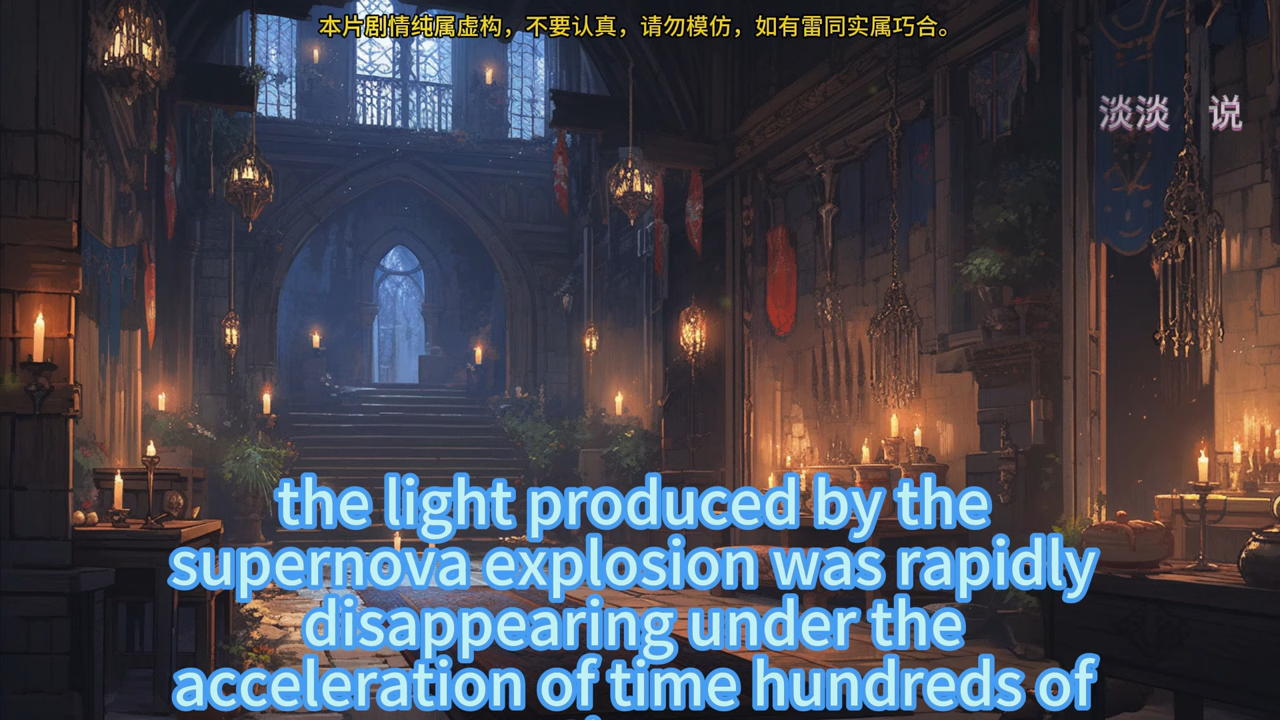 本片剧情纯属虚构，不要认真，请勿模仿，如有雷同实属巧合。
淡淡 说
the light produced by the
supernova explosion was rapidly
disappearing under the
acceleration of time hundreds of